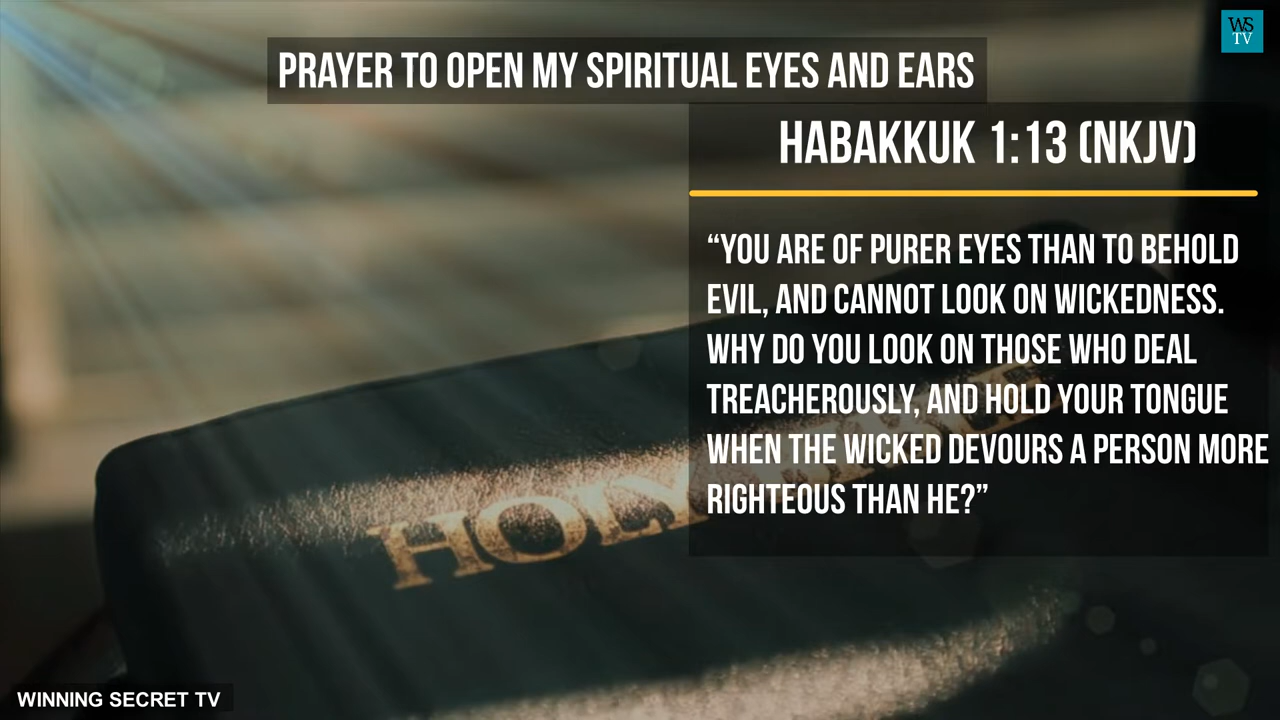 WS
TV
PRAYER TO OPEN MY SPIRITUAL EYES AND EARS
HABAKKUK 1:13 (NKJV)
“YOU ARE OF PURER EYES THAN TO BEHOLD
EVIL, AND CANNOT LOOK ON WICKEDNESS.
WHY DO YOU LOOK ON THOSE WHO DEAL
TREACHEROUSLY, AND HOLD YOUR TONGUE
WHEN THE WICKED DEVOURS A PERSON MORE
RIGHTEOUS THAN HE?”
HOLY BIBLE
WINNING SECRET TV